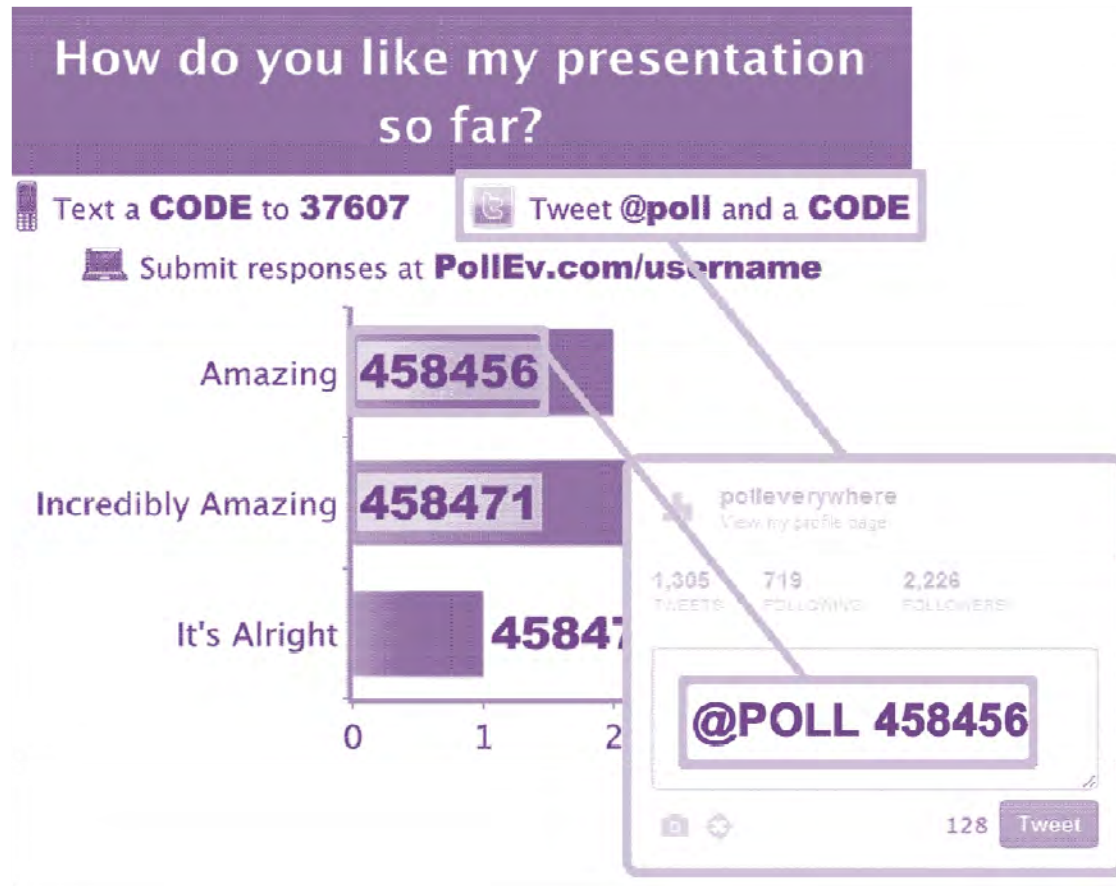 How do you like my presentation
so far?
Text a CODE to 37607
Tweet @poll and a CODE
Submit responses at PollEv.com/username
Amazing 458456
Incredibly Amazing 458471
It's Alright 45847
0 1 2
polleverywhere
View my profile page
1,305 719 2,226
TWEETS FOLLOWING FOLLOWERS
@POLL 458456
128 Tweet